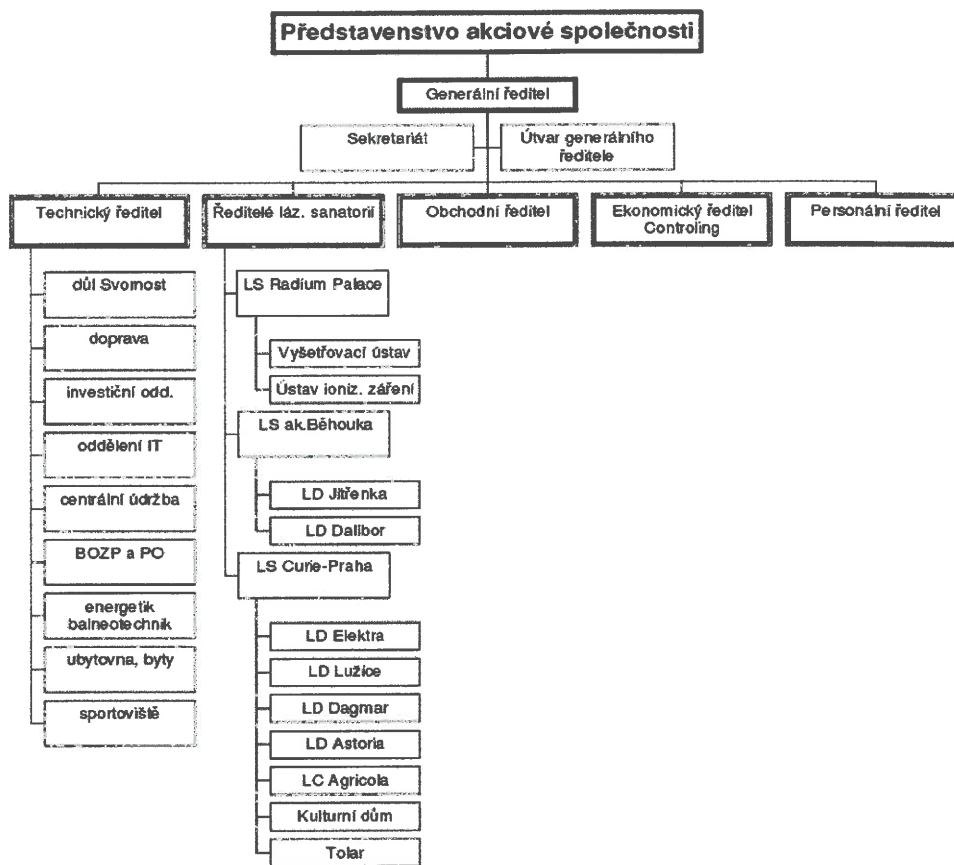 Představenstvo akciové společnosti
Generální ředitel
Sekretariát
Útvar generálního
ředitele
Technický ředitel
Ředitelé láz. sanatorií
Obchodní ředitel
Ekonomický ředitel
Controling
Personální ředitel
důl Svornost
doprava
investiční odd.
oddělení IT
centrální údržba
BOZP a PO
energetik
balneotechnik
ubytovna, byty
sportoviště
LS Radium Palace
Vyšetřovací ústav
Ústav ioniz. záření
LS ak.Běhouka
LD Jitřenka
LD Dalibor
LS Curie-Praha
LD Elektra
LD Lužice
LD Dagmar
LD Astoria
LC Agricola
Kulturní dům
Tolar